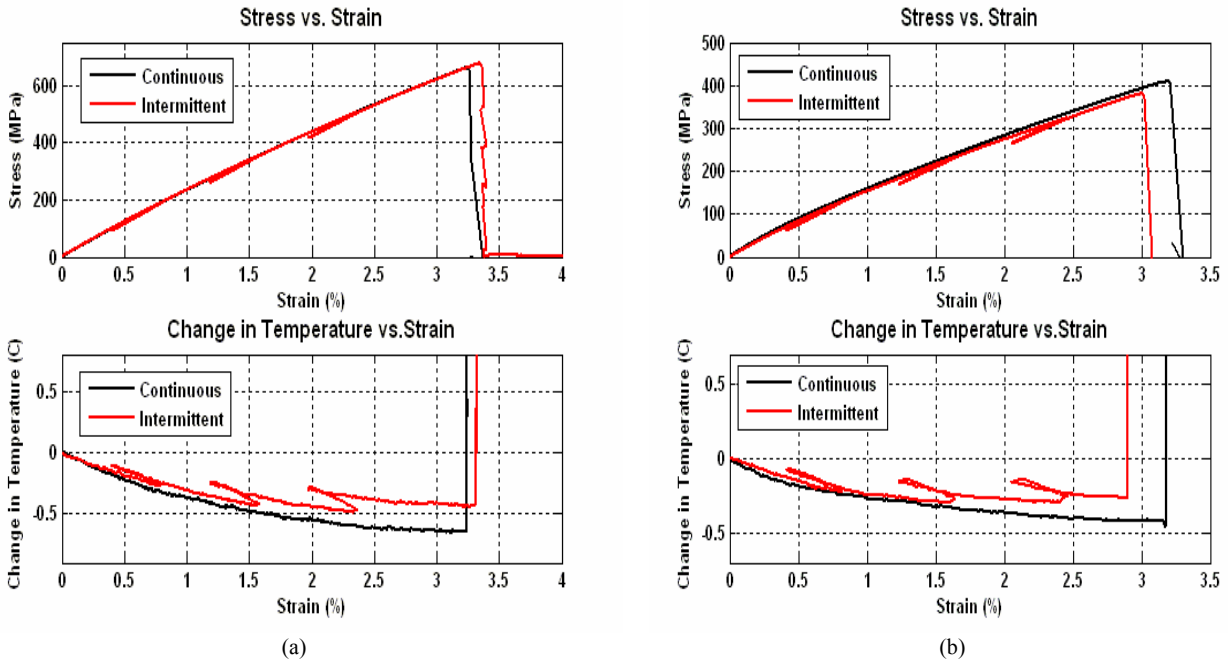 Stress vs. Strain
Stress (MPa)
600
400
200
0
Continuous
Intermittent
0 0.5 1 1.5 2 2.5 3 3.5 4
Strain (%)
Change in Temperature vs.Strain
Change in Temperature (C)
0.5
0
-0.5
Continuous
Intermittent
0 0.5 1 1.5 2 2.5 3 3.5 4
Strain (%)
(a)
Stress vs. Strain
Stress (MPa)
500
400
300
200
100
0
Continuous
Intermittent
0 0.5 1 1.5 2 2.5 3 3.5
Strain (%)
Change in Temperature vs.Strain
Change in Temperature (C)
0.5
0
-0.5
Continuous
Intermittent
0 0.5 1 1.5 2 2.5 3 3.5
Strain (%)
(b)